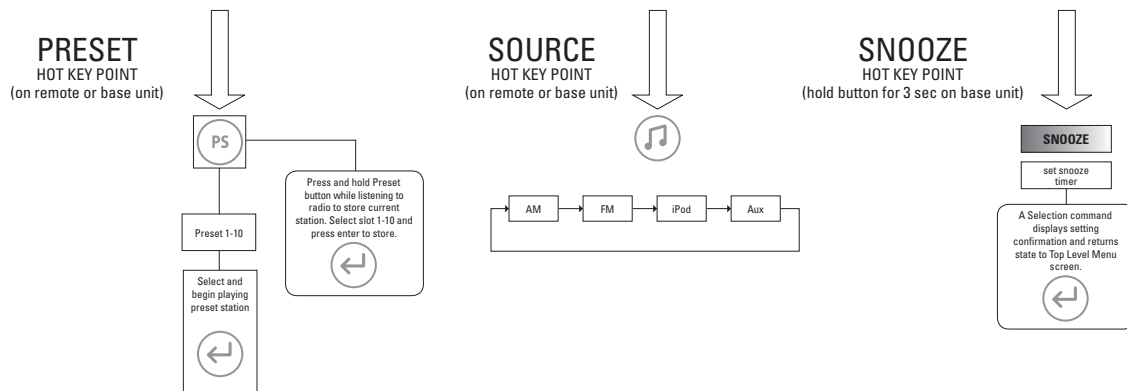 PRESET
HOT KEY POINT
(on remote or base unit)
PS
Press and hold Preset
button while listening to
radio to store current
station. Select slot 1-10 and
press enter to store.
Preset 1-10
Select and
begin playing
preset station
SOURCE
HOT KEY POINT
(on remote or base unit)
AM
FM
iPod
Aux
SNOOZE
HOT KEY POINT
(hold button for 3 sec on base unit)
SNOOZE
set snooze
timer
A Selection command
displays setting
confirmation and returns
state to Top Level Menu
screen.